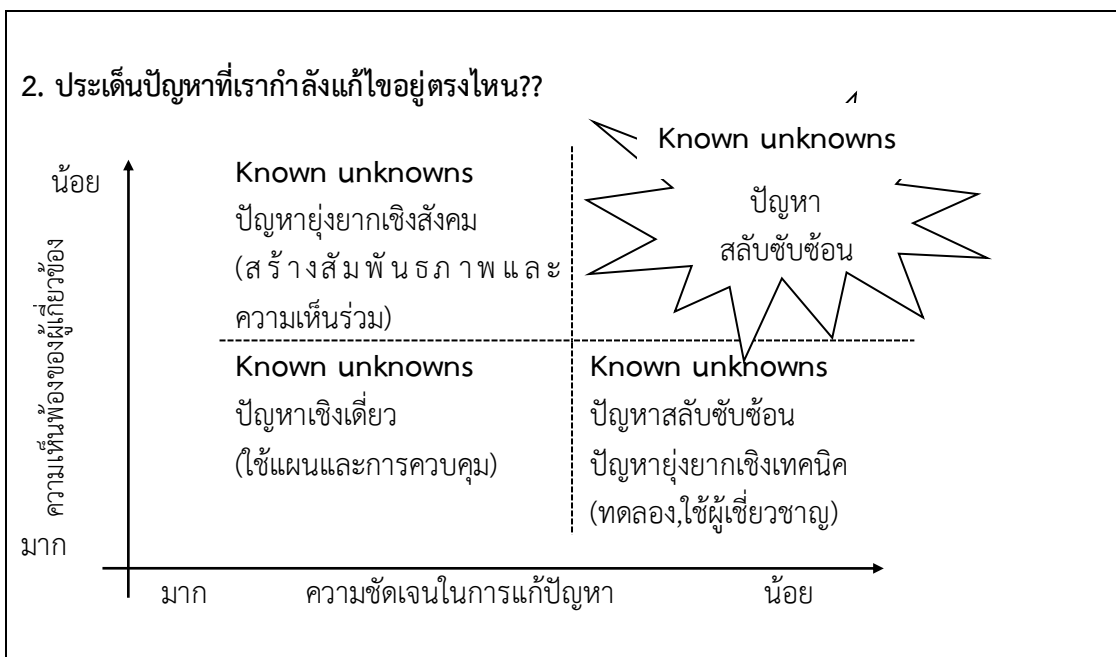 2. ประเด็นปัญหาที่เรากำลังแก้ไขอยู่ตรงไหน??
น้อย
ความเห็นพ้องของผู้เกี่ยวข้อง
มาก
Known unknowns
ปัญหายุ่งยากเชิงสังคม
(สร้างสัมพันธภาพและ
ความเห็นร่วม)
Known unknowns
ปัญหา
สลับซับซ้อน
Known unknowns
ปัญหาเชิงเดี่ยว
(ใช้แผนและการควบคุม)
Known unknowns
ปัญหาสลับซับซ้อน
ปัญหายุ่งยากเชิงเทคนิค
(ทดลอง,ใช้ผู้เชี่ยวชาญ)
มาก
ความชัดเจนในการแก้ปัญหา
น้อย